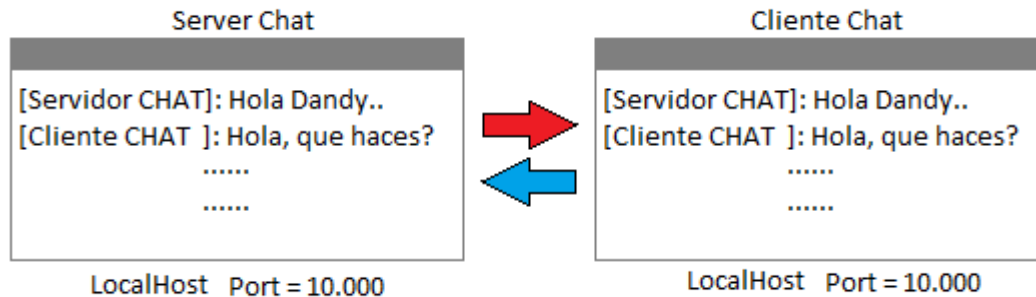 Server Chat
[Servidor CHAT]: Hola Dandy..
[Cliente CHAT ]: Hola, que haces?
......
......
LocalHost Port = 10.000
Cliente Chat
[Servidor CHAT]: Hola Dandy..
[Cliente CHAT ]: Hola, que haces?
......
......
LocalHost Port = 10.000